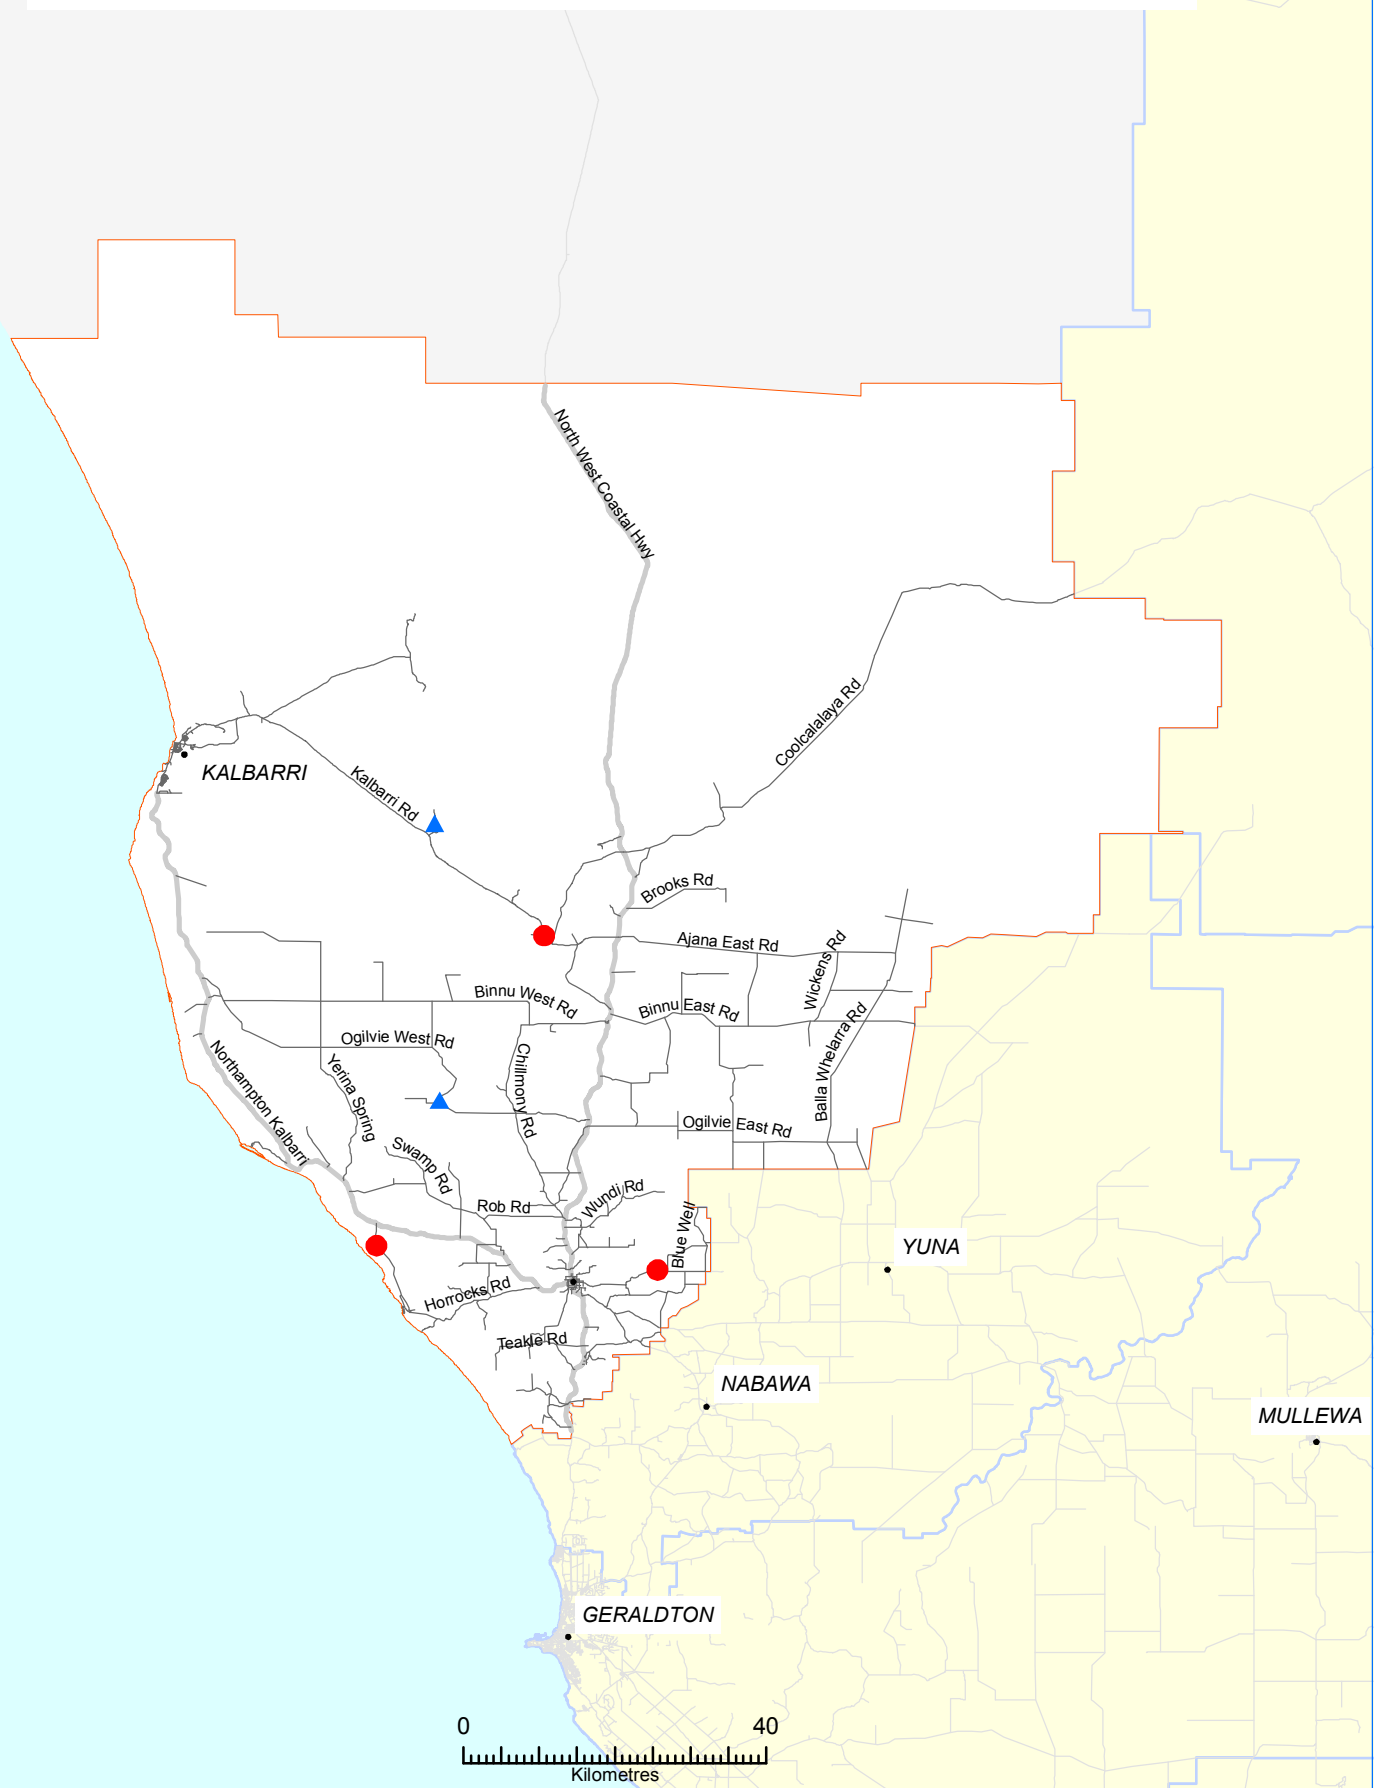 North West Coastal Hwy
Coolcalalaya Rd
KALBARRI
Kalbarri Rd
Brooks Rd
Ajana East Rd
Wickens Rd
Binnu West Rd
Binnu East Rd
Balla Whelarra Rd
Ogilvie West Rd
Chillmony Rd
Northampton Kalbarri
Yerina Spring
Ogilvie East Rd
Swamp Rd
Rob Rd
Wundi Rd
Blue Well
YUNA
Horrocks Rd
Teakle Rd
NABAWA
MULLEWA
GERALDTON
0 40
Kilometres